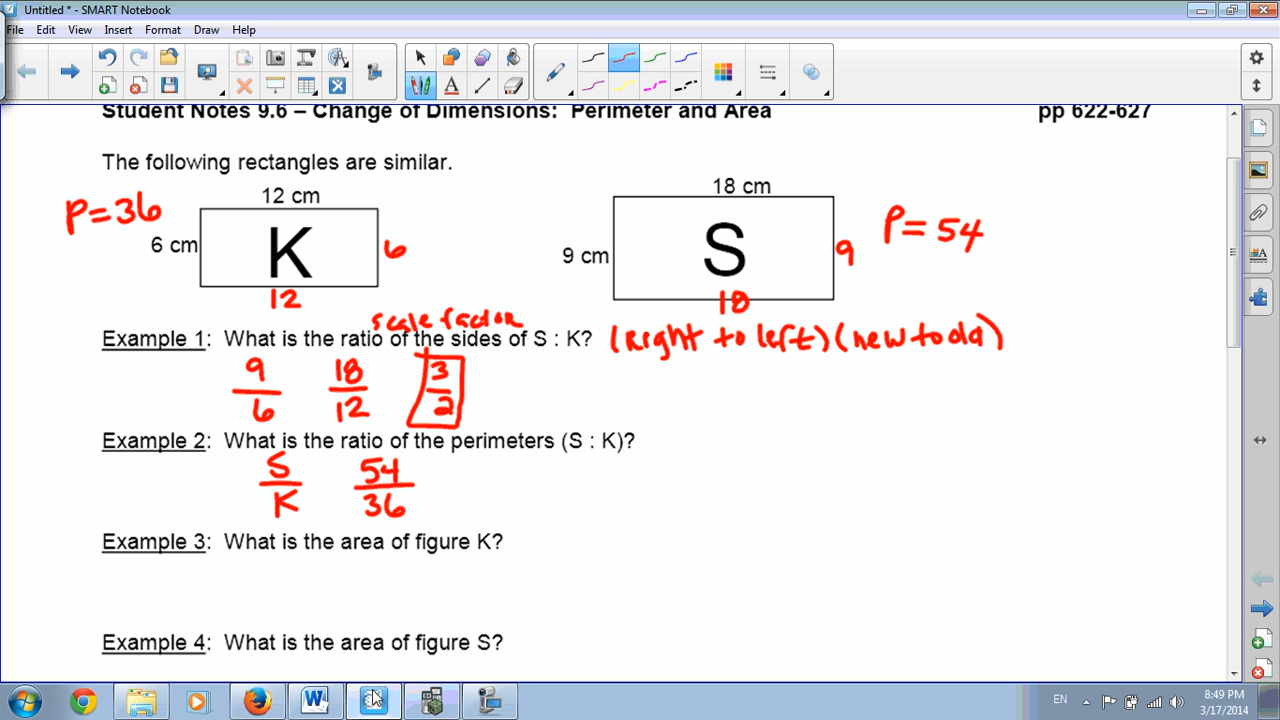 Untitled * - SMART Notebook
File Edit View Insert Format Draw Help
Student Notes 9.6 – Change of Dimensions: Perimeter and Area pp 622-627
The following rectangles are similar.
12 cm 18 cm
P=36 P=54
6 cm K 6 9 cm S 9
12 18
scale factor
Example 1: What is the ratio of the sides of S : K? (right to left)(new to old)
9/6 18/12 3/2
Example 2: What is the ratio of the perimeters (S : K)?
S/K 54/36
Example 3: What is the area of figure K?
Example 4: What is the area of figure S?
EN 8:49 PM
3/17/2014